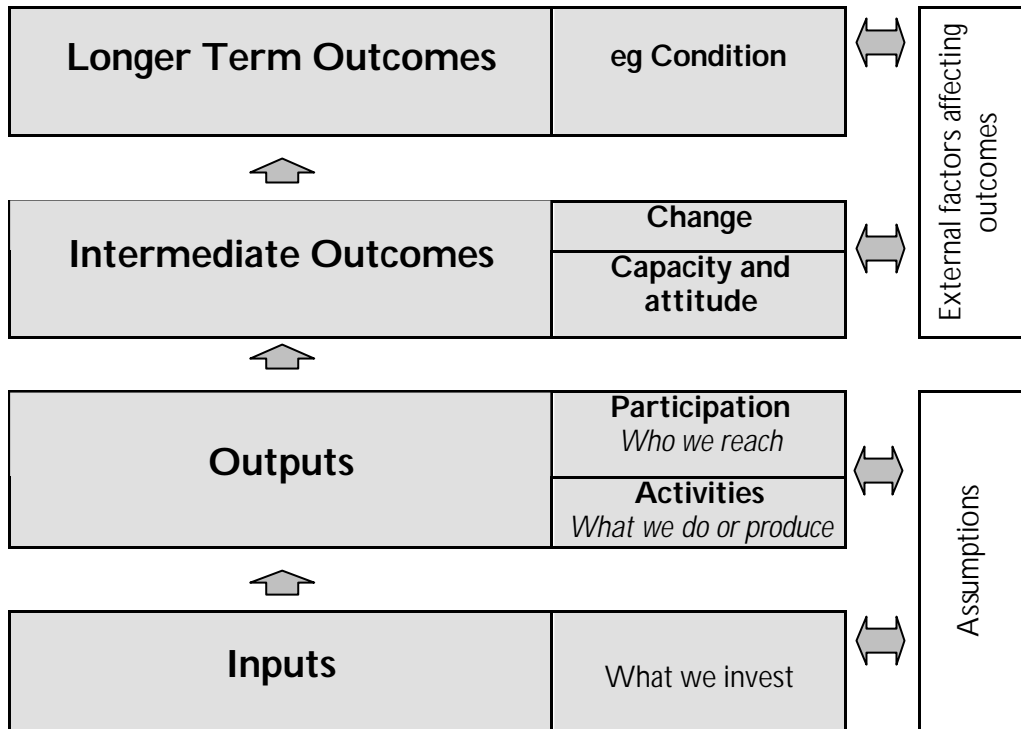 Longer Term Outcomes
eg Condition
External factors affecting
outcomes
Intermediate Outcomes
Change
Capacity and
attitude
Outputs
Participation
Who we reach
Activities
What we do or produce
Assumptions
Inputs
What we invest